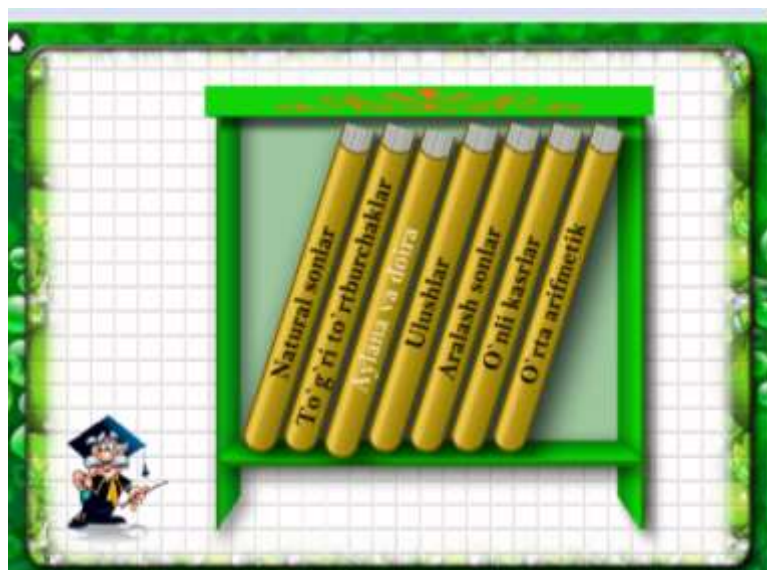 Natural sonlar
To`g`ri to`rtburchaklar
Aylana va doira
Ulushlar
Aralash sonlar
O`nli kasrlar
O`rta arifmetik